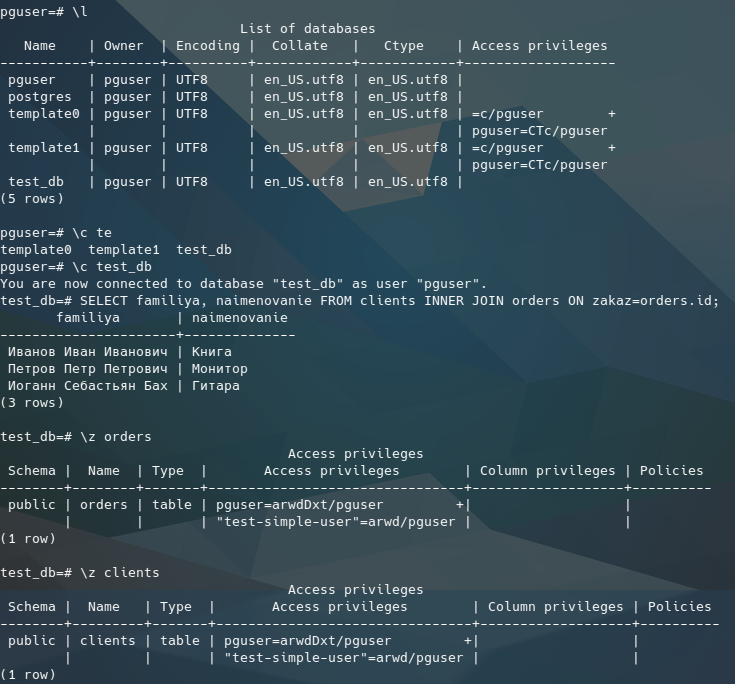 pguser=# \l
                              List of databases
   Name    | Owner  | Encoding |  Collate   |   Ctype    | Access privileges
-----------+--------+----------+------------+------------+-------------------
 pguser    | pguser | UTF8     | en_US.utf8 | en_US.utf8 |
 postgres  | pguser | UTF8     | en_US.utf8 | en_US.utf8 |
 template0 | pguser | UTF8     | en_US.utf8 | en_US.utf8 | =c/pguser        +
           |        |          |            |            | pguser=CTc/pguser
 template1 | pguser | UTF8     | en_US.utf8 | en_US.utf8 | =c/pguser        +
           |        |          |            |            | pguser=CTc/pguser
 test_db   | pguser | UTF8     | en_US.utf8 | en_US.utf8 |
(5 rows)

pguser=# \c te
template0  template1  test_db
pguser=# \c test_db
You are now connected to database "test_db" as user "pguser".
test_db=# SELECT familiya, naimenovanie FROM clients INNER JOIN orders ON zakaz=orders.id;
       familiya       | naimenovanie
----------------------+--------------
 Иванов Иван Иванович | Книга
 Петров Петр Петрович | Монитор
 Иоганн Себастьян Бах | Гитара
(3 rows)

test_db=# \z orders
                                    Access privileges
 Schema |  Name  | Type  |       Access privileges        | Column privileges | Policies
--------+--------+-------+--------------------------------+-------------------+----------
 public | orders | table | pguser=arwdDxt/pguser         +|                   |
        |        |       | "test-simple-user"=arwd/pguser |                   |
(1 row)

test_db=# \z clients
                                    Access privileges
 Schema |  Name   | Type  |       Access privileges        | Column privileges | Policies
--------+---------+-------+--------------------------------+-------------------+----------
 public | clients | table | pguser=arwdDxt/pguser         +|                   |
        |         |       | "test-simple-user"=arwd/pguser |                   |
(1 row)